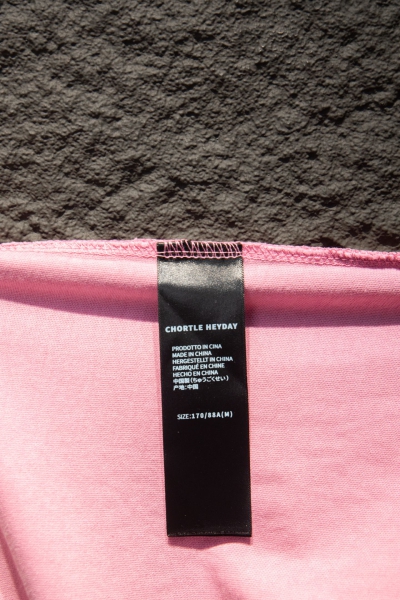 CHORTLE HEYDAY
PRODOTTO IN CINA
MADE IN CHINA
HERGESTELLT IN CHINA
FABRIQUÉ EN CHINE
HECHO EN CHINA
中国製(ちゅうごくせい)
产地:中国
SIZE:170/88A(M)